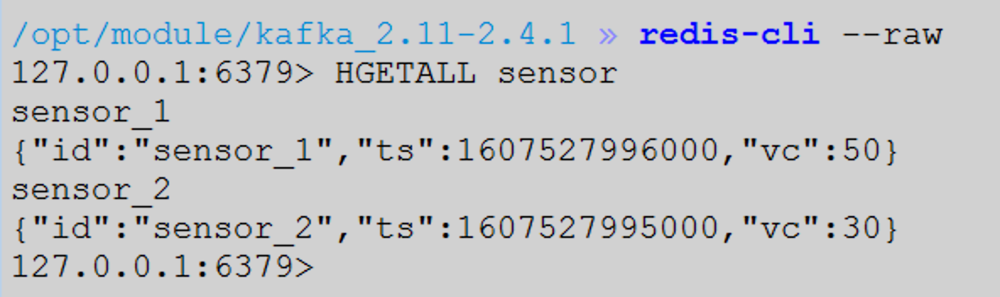 /opt/module/kafka_2.11-2.4.1 » redis-cli --raw
127.0.0.1:6379> HGETALL sensor
sensor_1
{"id":"sensor_1","ts":1607527996000,"vc":50}
sensor_2
{"id":"sensor_2","ts":1607527995000,"vc":30}
127.0.0.1:6379>